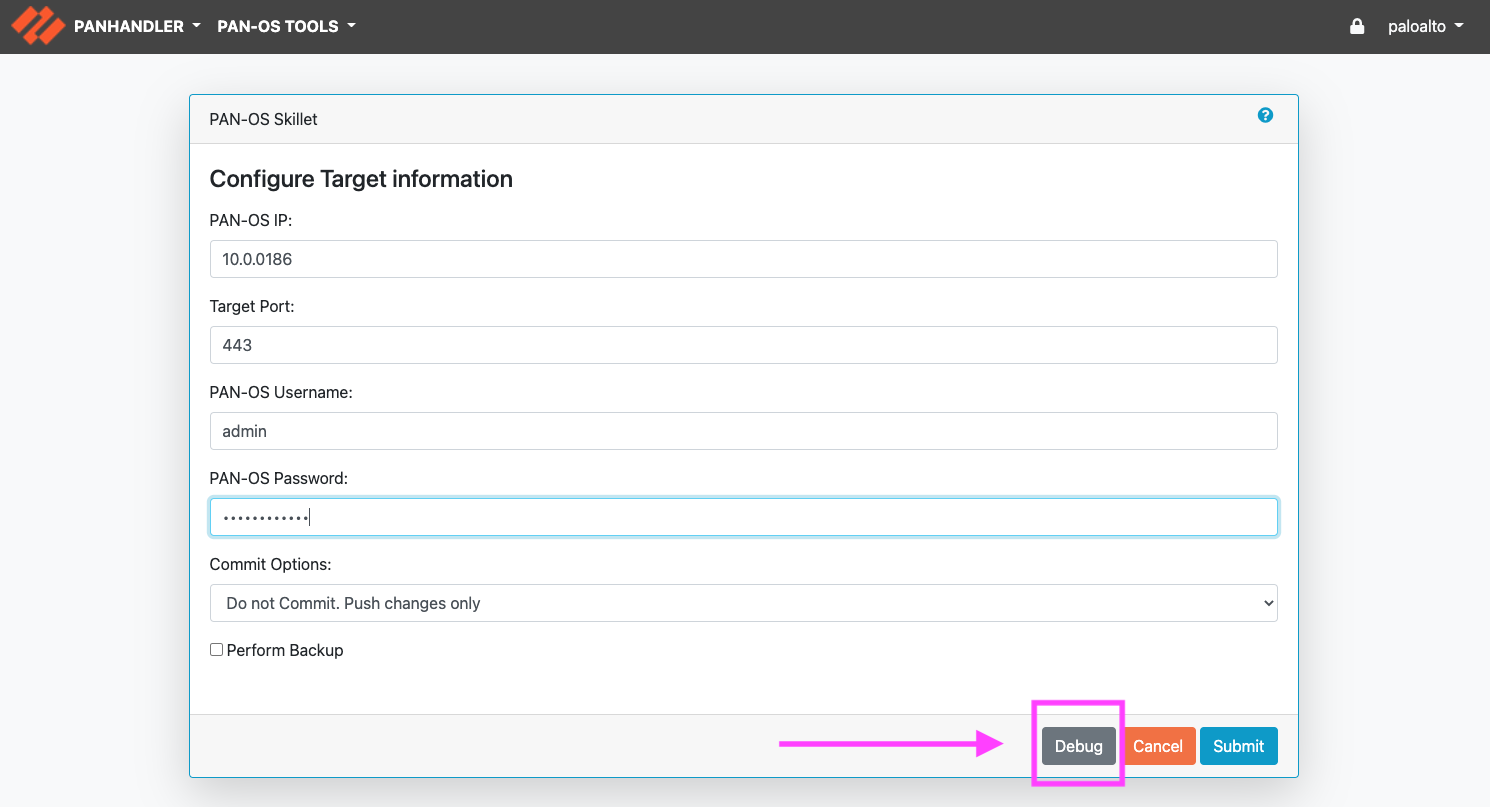 PANHANDLER PAN-OS TOOLS paloalto
PAN-OS Skillet
Configure Target information
PAN-OS IP:
10.0.0186
Target Port:
443
PAN-OS Username:
admin
PAN-OS Password:
••••••••••••
Commit Options:
Do not Commit. Push changes only
Perform Backup
Debug Cancel Submit